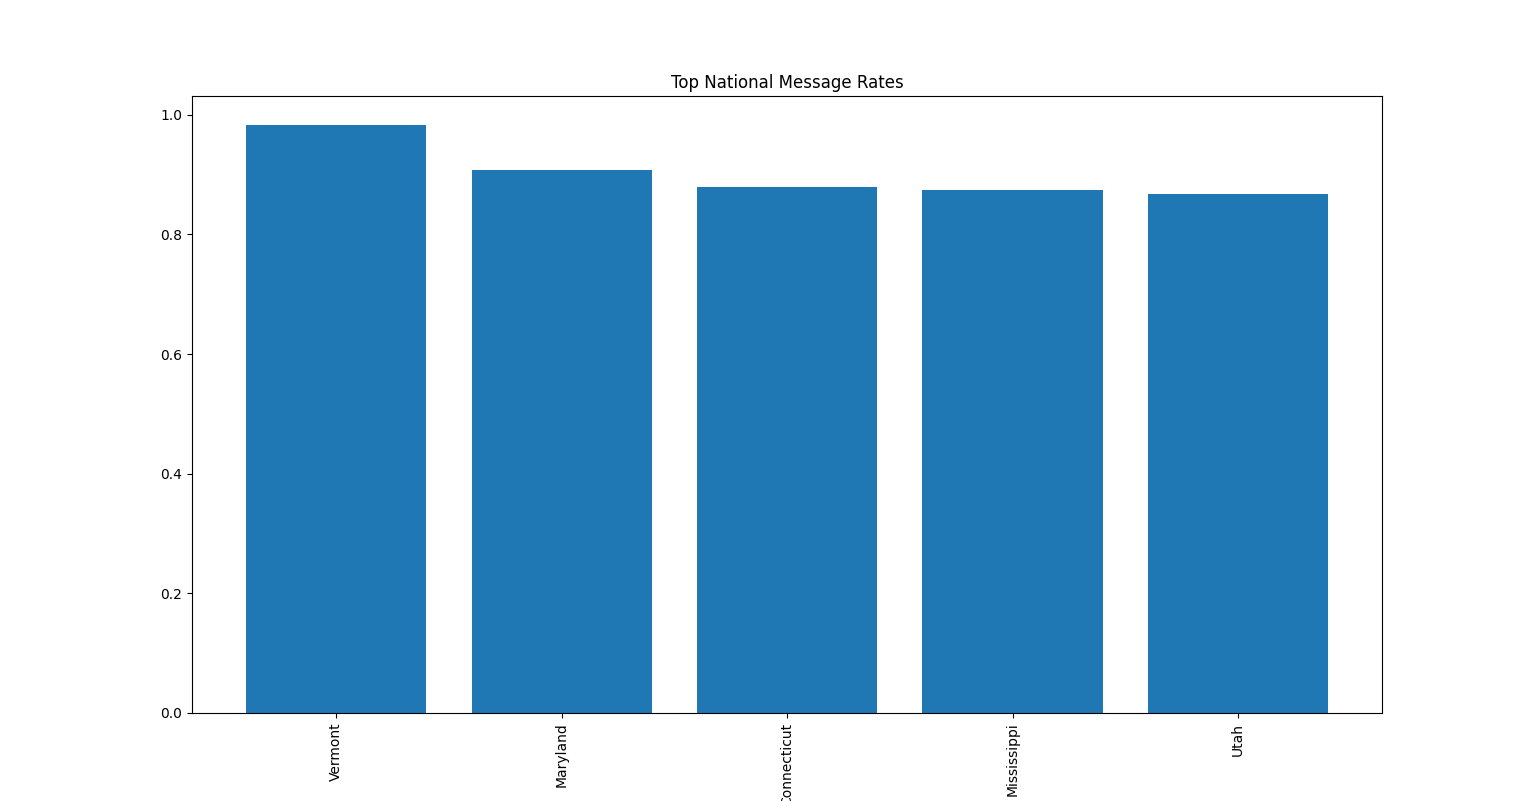 Top National Message Rates
1.0
0.8
0.6
0.4
0.2
0.0
Vermont
Maryland
Connecticut
Mississippi
Utah